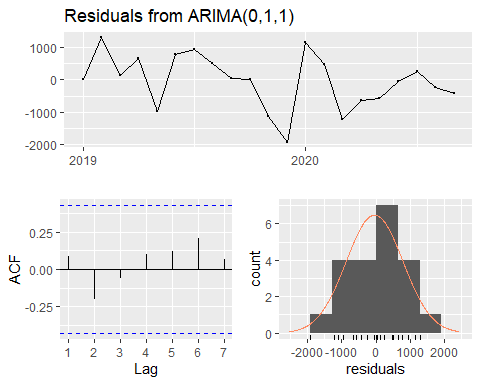 Residuals from ARIMA(0,1,1)
1000
0
-1000
-2000
2019 2020
0.25
0.00
-0.25
ACF
1 2 3 4 5 6 7
Lag
6
4
2
0
count
-2000 -1000 0 1000 2000
residuals